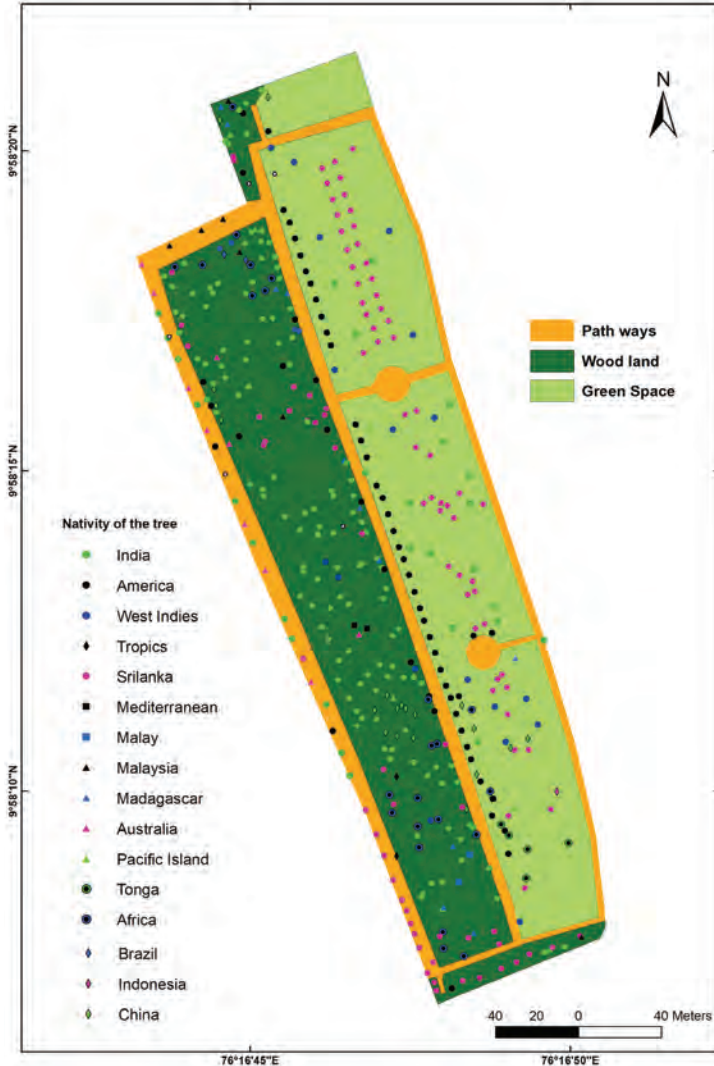 N
9°58'20"N
Path ways
Wood land
Green Space
9°58'15"N
Nativity of the tree
India
America
West Indies
Tropics
Srilanka
Mediterranean
Malay
Malaysia
Madagascar
Australia
Pacific Island
Tonga
Africa
Brazil
Indonesia
China
9°58'10"N
40 20 0 40 Meters
76°16'45"E 76°16'50"E